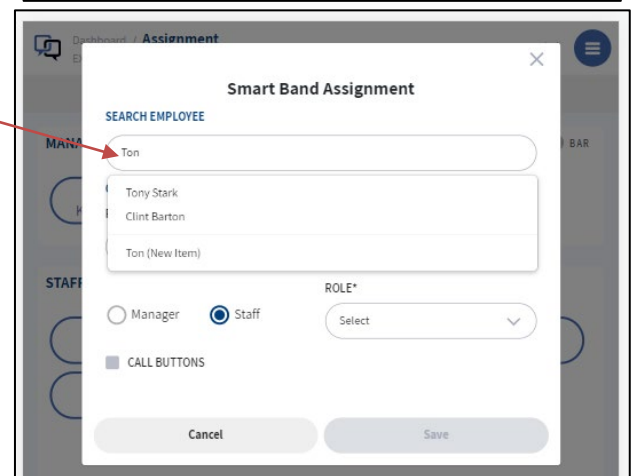 Dashboard / Assignment
Smart Band Assignment
SEARCH EMPLOYEE
MANA
BAR
Ton
Tony Stark
Clint Barton
Ton (New Item)
STAFF
ROLE*
Manager
Staff
Select
CALL BUTTONS
Cancel
Save